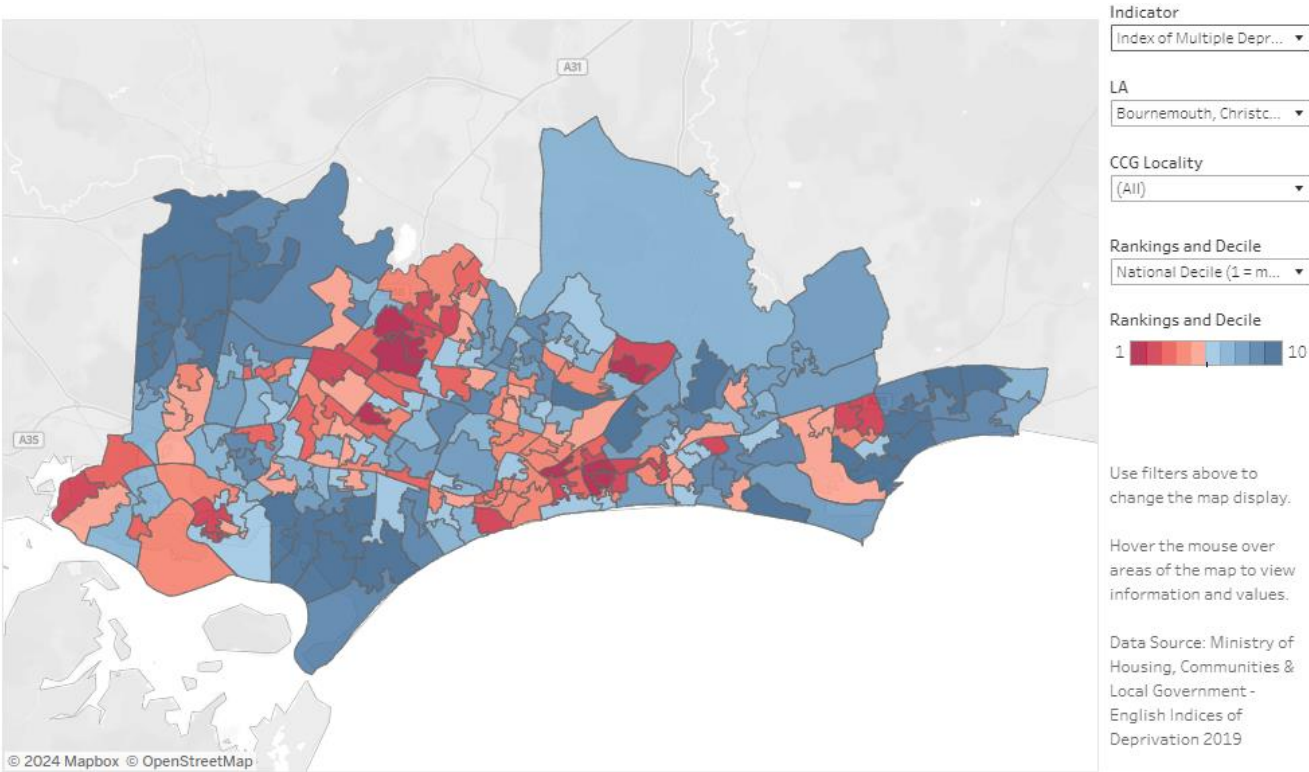 Indicator
Index of Multiple Depr...
LA
Bournemouth, Christc...
CCG Locality
(All)
Rankings and Decile
National Decile (1 = m...
Rankings and Decile
1 10
Use filters above to
change the map display.
Hover the mouse over
areas of the map to view
information and values.
Data Source: Ministry of
Housing, Communities &
Local Government -
English Indices of
Deprivation 2019
A31
A35
© 2024 Mapbox © OpenStreetMap